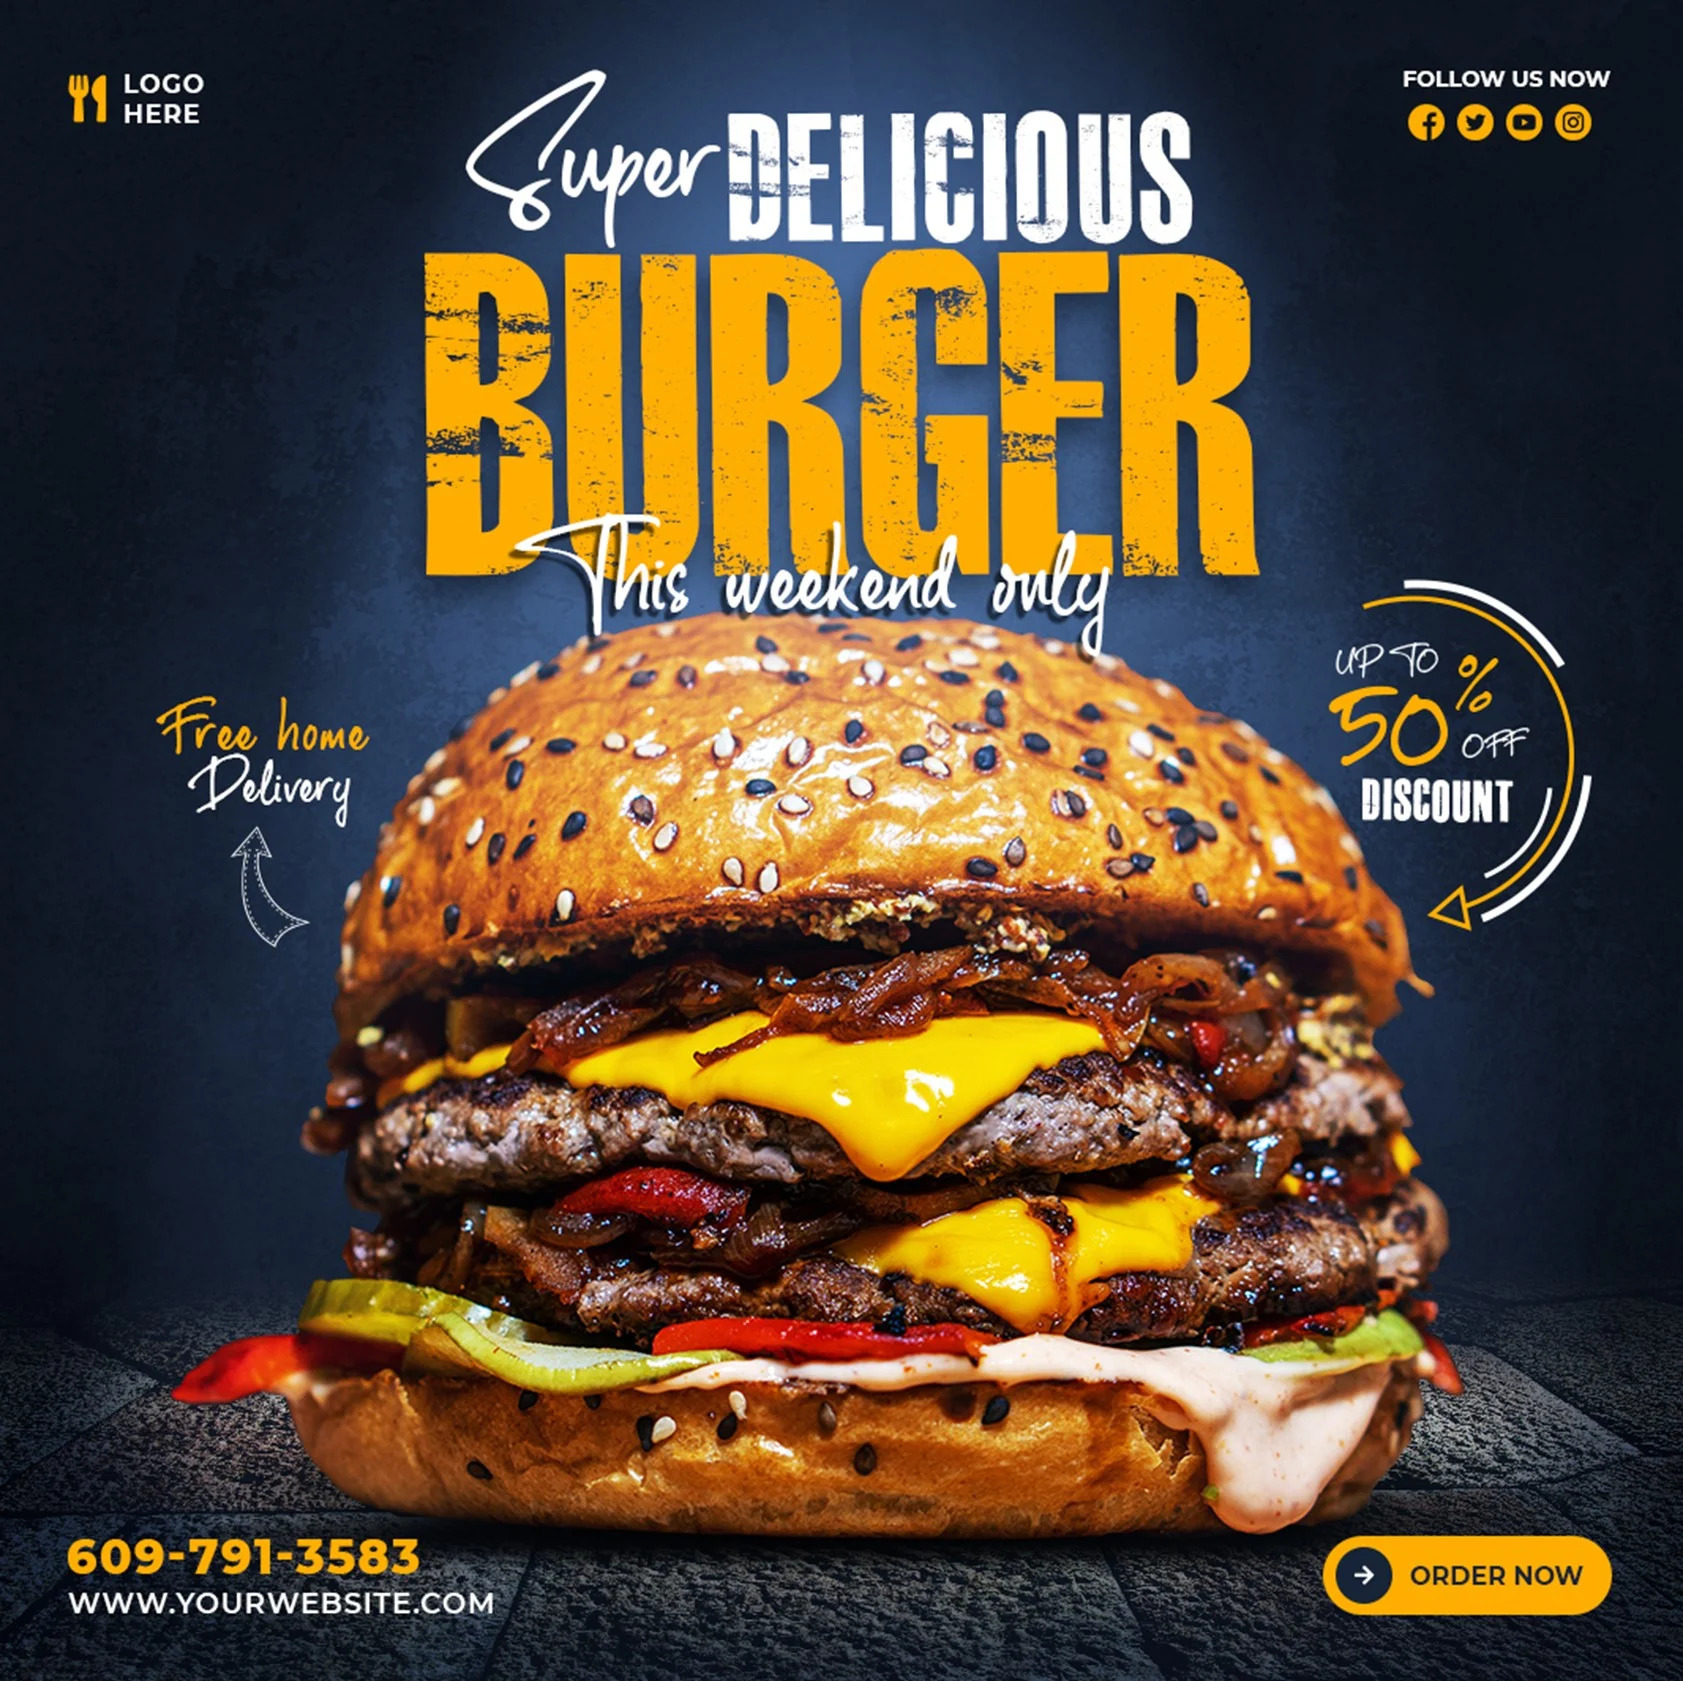 LOGO
HERE
FOLLOW US NOW
Super DELICIOUS
BURGER
This weekend only
Free home
Delivery
UP TO
50%
OFF
DISCOUNT
609-791-3583
WWW.YOURWEBSITE.COM
ORDER NOW